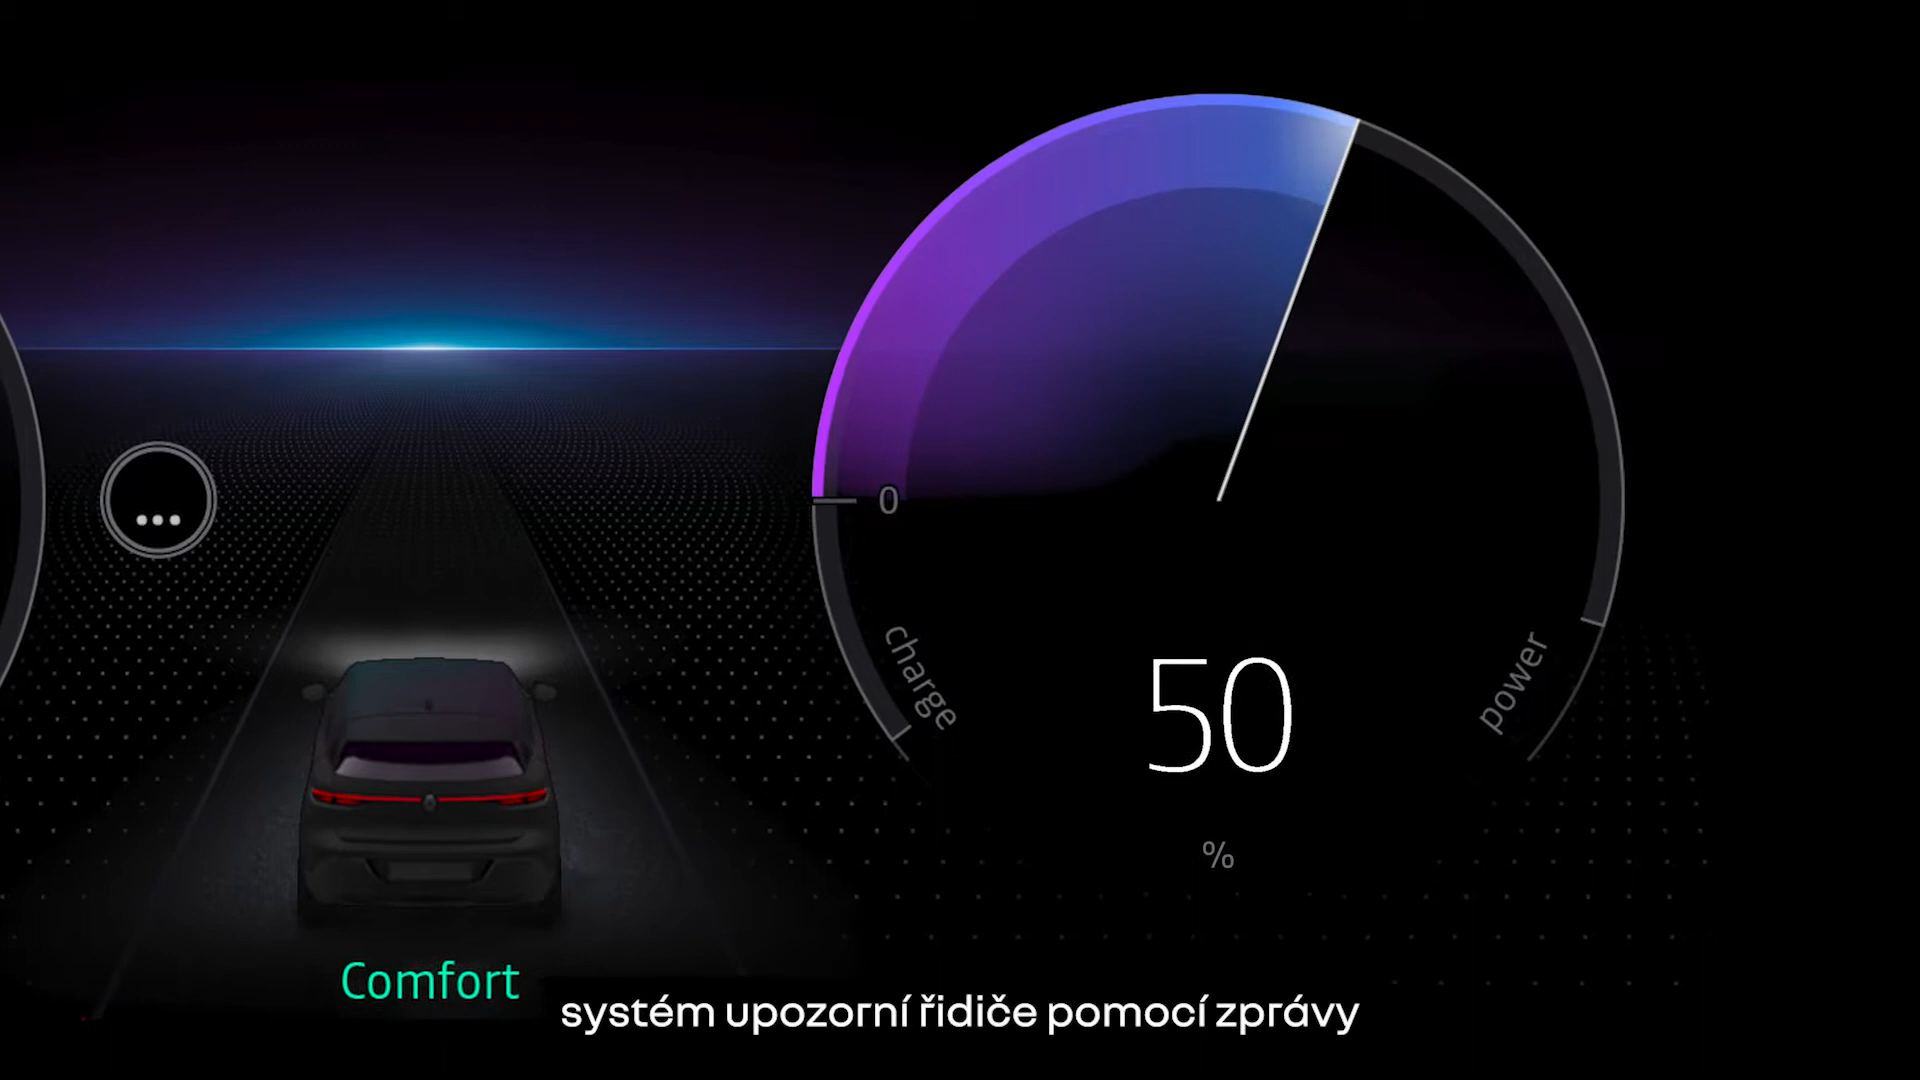 0
charge
power
50
%
Comfort
systém upozorní řidiče pomocí zprávy